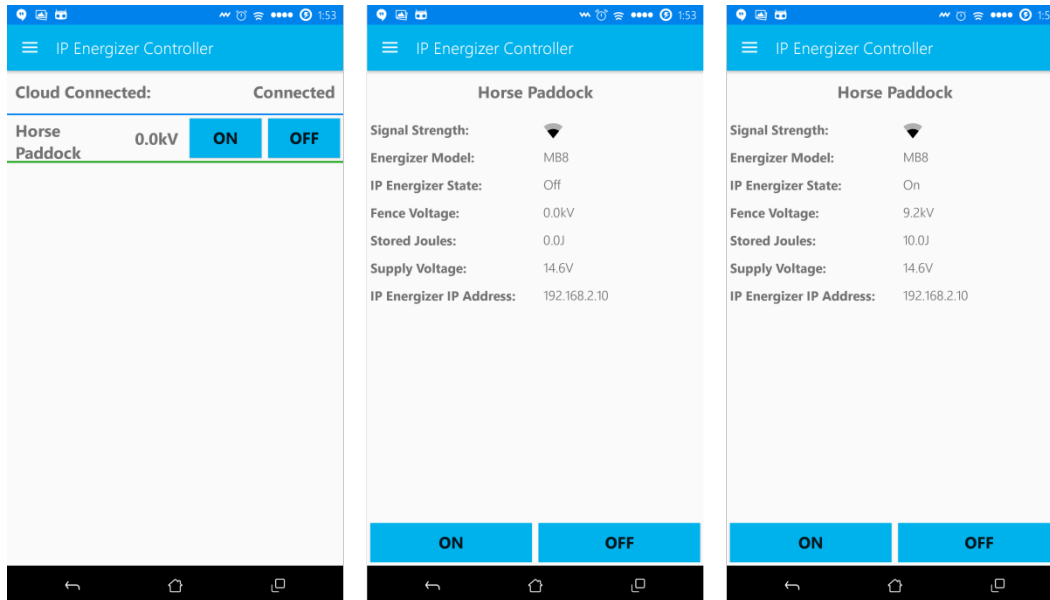 1:53
IP Energizer Controller
Cloud Connected: Connected
Horse
Paddock
0.0kV ON OFF
1:53
IP Energizer Controller
Horse Paddock
Signal Strength:
Energizer Model: MB8
IP Energizer State: Off
Fence Voltage: 0.0kV
Stored Joules: 0.0J
Supply Voltage: 14.6V
IP Energizer IP Address: 192.168.2.10
ON OFF
IP Energizer Controller
Horse Paddock
Signal Strength:
Energizer Model: MB8
IP Energizer State: On
Fence Voltage: 9.2kV
Stored Joules: 10.0J
Supply Voltage: 14.6V
IP Energizer IP Address: 192.168.2.10
ON OFF